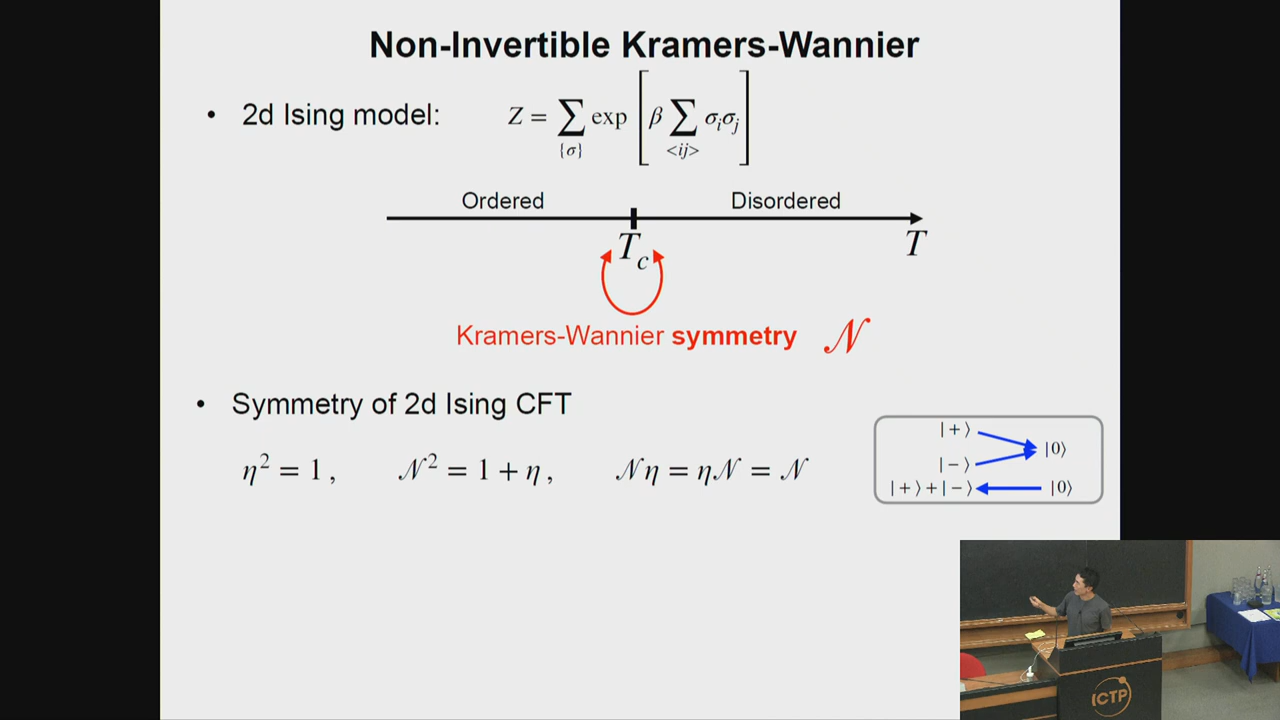 Non-Invertible Kramers-Wannier
• 2d Ising model: Z = ∑_{σ} exp [β ∑_{<ij>} σ_iσ_j]
Ordered Disordered
T_c T
Kramers-Wannier symmetry 𝒩
• Symmetry of 2d Ising CFT
η² = 1 , 𝒩² = 1 + η , 𝒩η = η𝒩 = 𝒩
|+⟩
|0⟩
|−⟩
|+⟩+|−⟩ |0⟩
ICTP